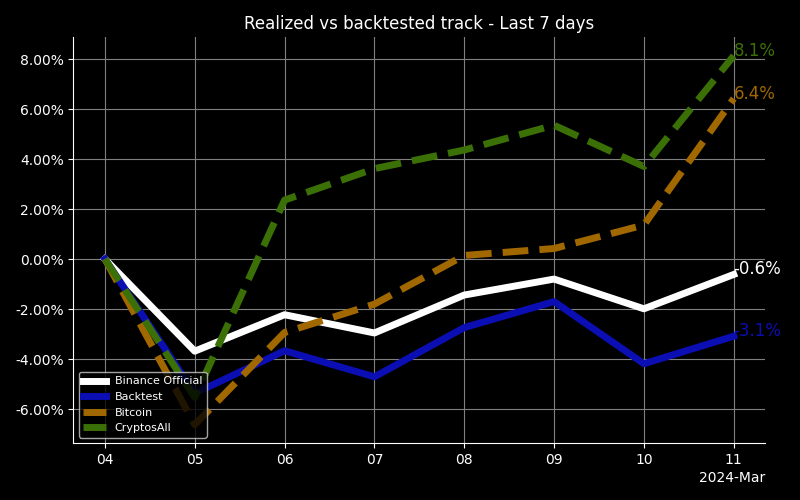 Realized vs backtested track - Last 7 days
8.00%
6.00%
4.00%
2.00%
0.00%
-2.00%
-4.00%
-6.00%
8.1%
6.4%
-0.6%
-3.1%
Binance Official
Backtest
Bitcoin
CryptosAll
04 05 06 07 08 09 10 11
2024-Mar